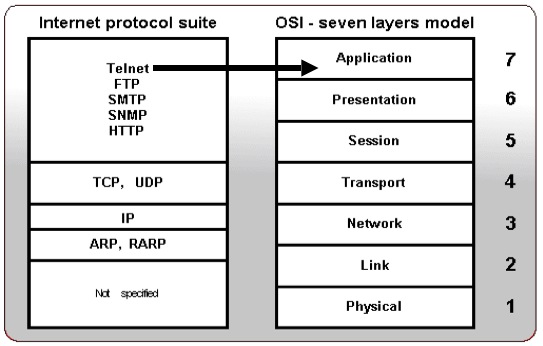 Internet protocol suite
Telnet
FTP
SMTP
SNMP
HTTP
TCP, UDP
IP
ARP, RARP
Not specified
OSI - seven layers model
Application 7
Presentation 6
Session 5
Transport 4
Network 3
Link 2
Physical 1